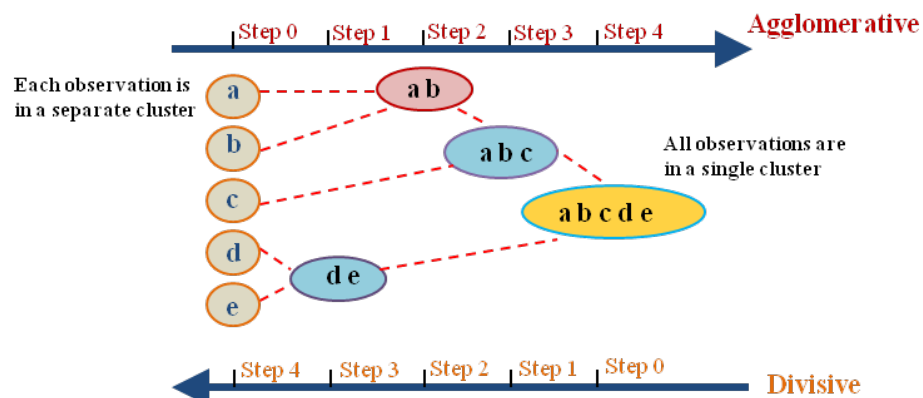 Step 0 Step 1 Step 2 Step 3 Step 4
Agglomerative
Each observation is
in a separate cluster
a
a b
b
a b c
All observations are
in a single cluster
c
a b c d e
d
d e
e
Step 4 Step 3 Step 2 Step 1 Step 0
Divisive